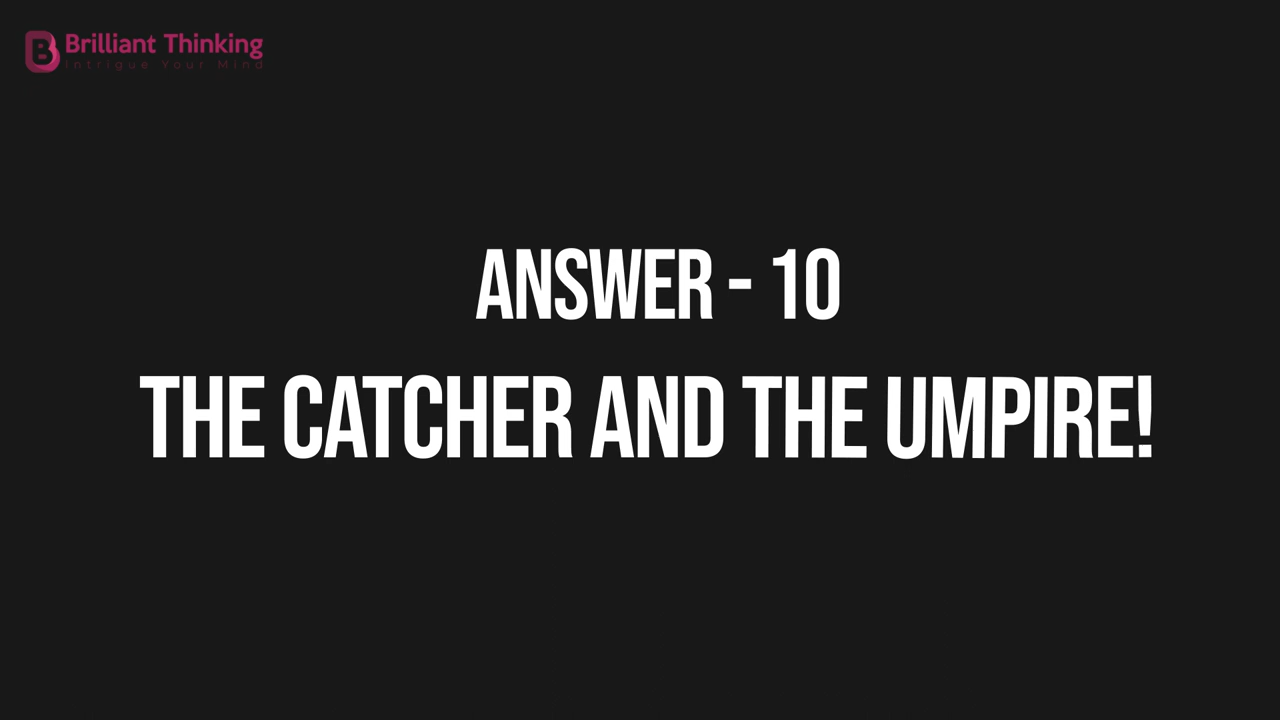 Brilliant Thinking
Intrigue Your Mind
ANSWER - 10
THE CATCHER AND THE UMPIRE!